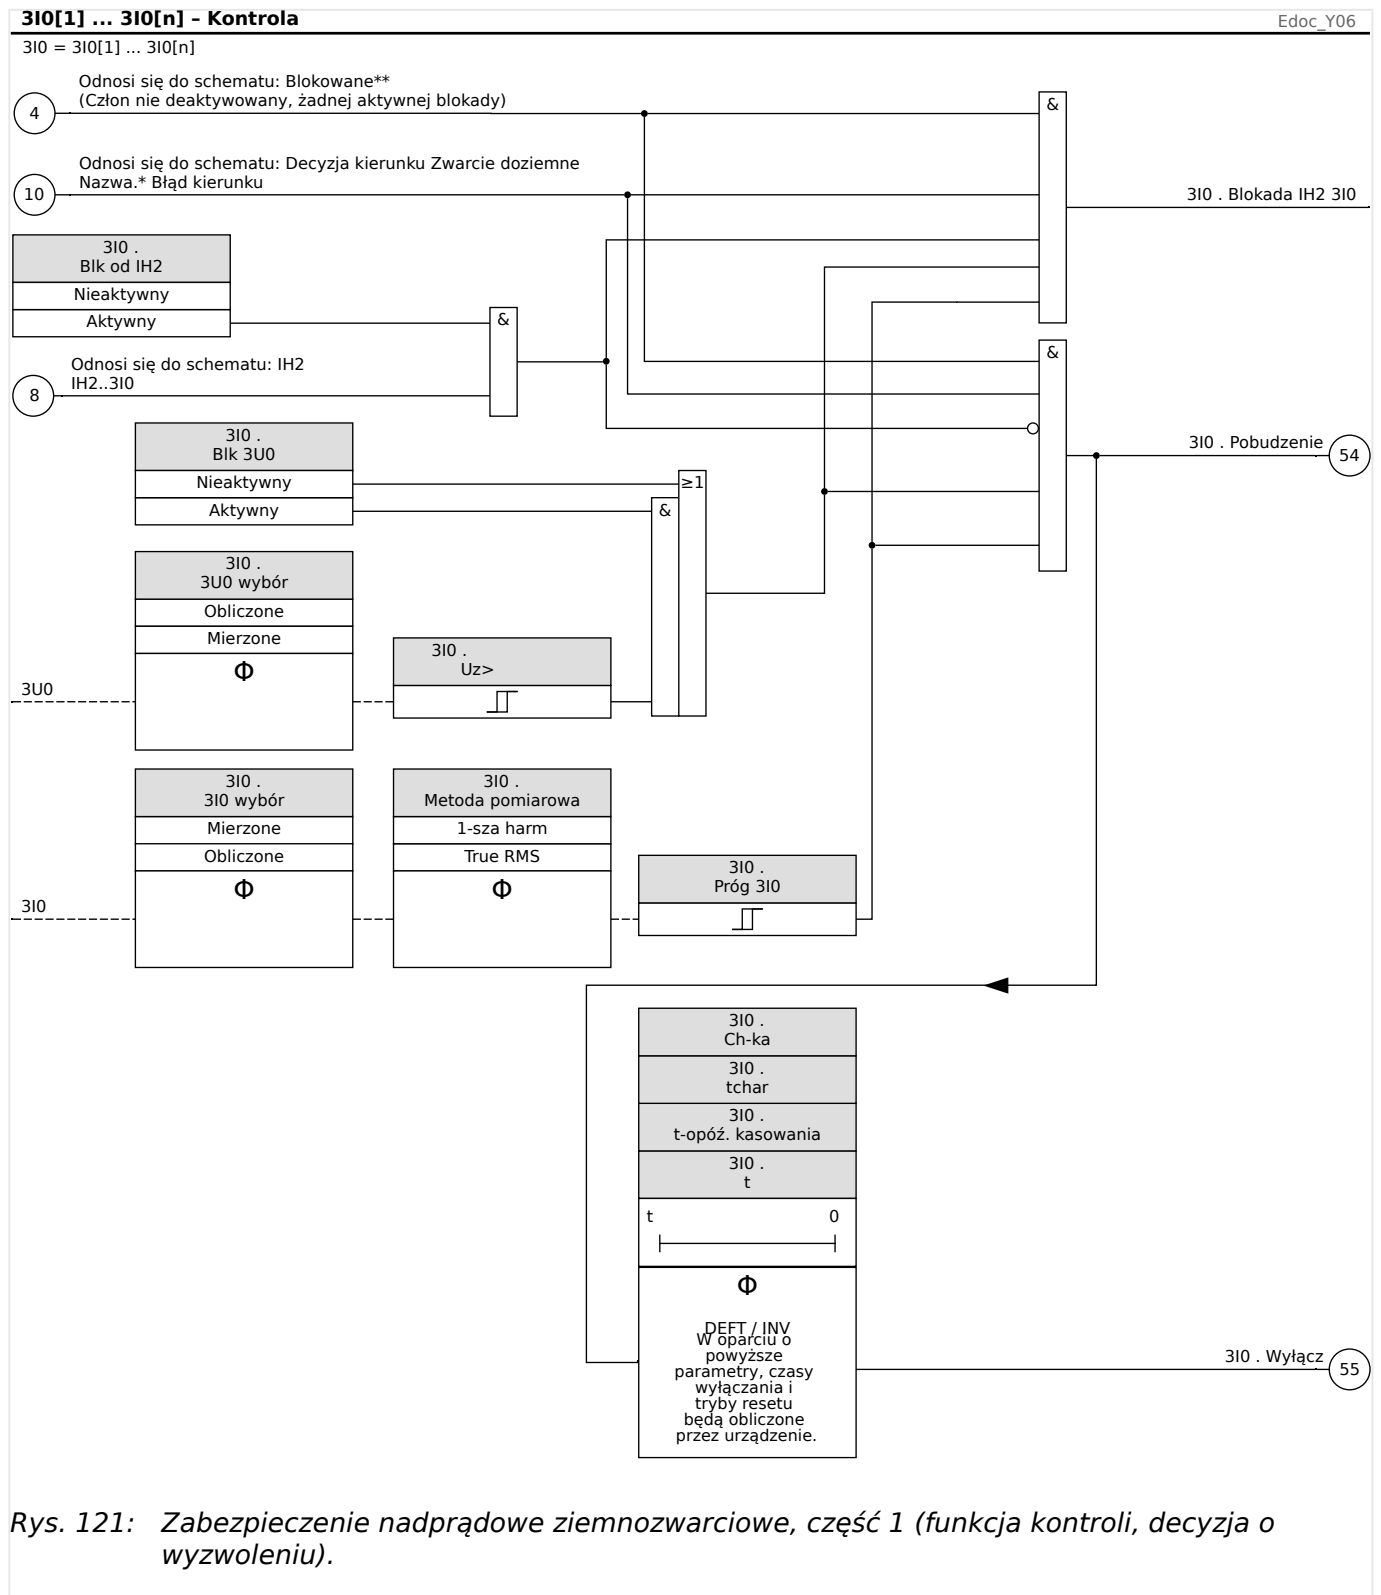 3I0[1] ... 3I0[n] – Kontrola
Edoc_Y06
3I0 = 3I0[1] ... 3I0[n]
Odnosi się do schematu: Blokowane**
(Człon nie deaktywowany, żadnej aktywnej blokady)
4
&
Odnosi się do schematu: Decyzja kierunku Zwarcie doziemne
Nazwa.* Błąd kierunku
10
3I0 . Blokada IH2 3I0
3I0 .
Blk od IH2
Nieaktywny
Aktywny
&
Odnosi się do schematu: IH2
IH2..3I0
8
&
3I0 . Pobudzenie
54
3I0 .
Blk 3U0
Nieaktywny
Aktywny
≥1
&
3I0 .
3U0 wybór
Obliczone
Mierzone
Φ
3U0
3I0 .
Uz>
3I0 .
3I0 wybór
Mierzone
Obliczone
Φ
3I0
3I0 .
Metoda pomiarowa
1-sza harm
True RMS
Φ
3I0 .
Próg 3I0
3I0 .
Ch-ka
3I0 .
tchar
3I0 .
t-opóź. kasowania
3I0 .
t
t 0
Φ
DEFT / INV
W oparciu o
powyższe
parametry, czasy
wyłączania i
tryby resetu
będą obliczone
przez urządzenie.
3I0 . Wyłącz
55
Rys. 121: Zabezpieczenie nadprądowe ziemnozwarciowe, część 1 (funkcja kontroli, decyzja o
wyzwoleniu).